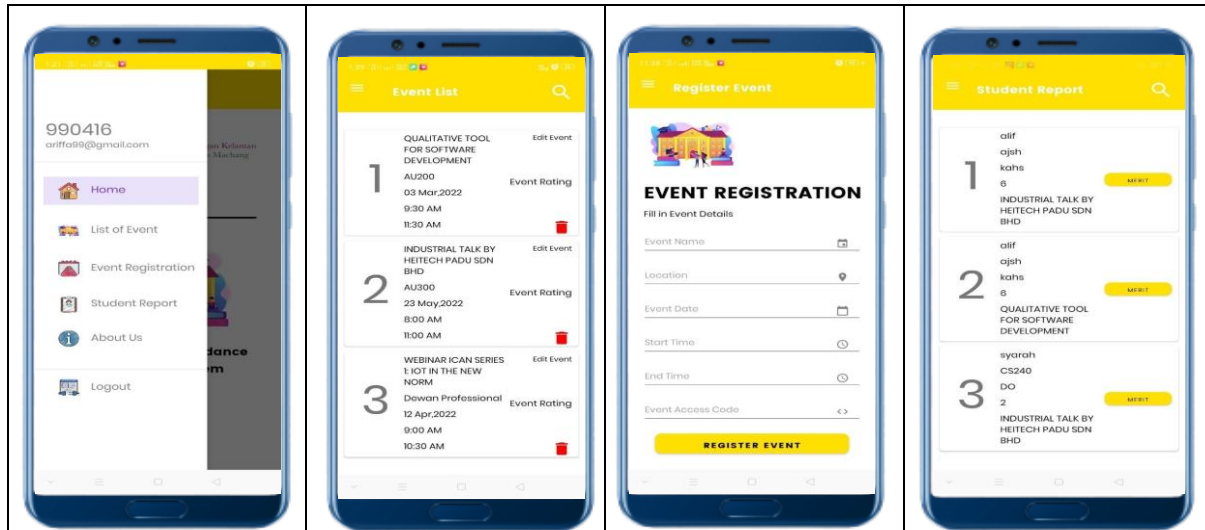 990416
ariffa99@gmail.com
Home
List of Event
Event Registration
Student Report
About Us
Logout
Kelaman
Machang
dance
Event List
1
QUALITATIVE TOOL
FOR SOFTWARE
DEVELOPMENT
AU200
03 Mar,2022
9:30 AM
11:30 AM
Edit Event
Event Rating
2
INDUSTRIAL TALK BY
HEITECH PADU SDN
BHD
AU300
23 May,2022
8:00 AM
11:00 AM
Edit Event
Event Rating
3
WEBINAR ICAN SERIES
1: IOT IN THE NEW
NORM
Dewan Professional
12 Apr,2022
9:00 AM
10:30 AM
Edit Event
Event Rating
Register Event
EVENT REGISTRATION
Fill in Event Details
Event Name
Location
Event Date
Start Time
End Time
Event Access Code
REGISTER EVENT
Student Report
1
alif
ajsh
kahs
6
INDUSTRIAL TALK BY
HEITECH PADU SDN
BHD
MERIT
2
alif
ajsh
kahs
6
QUALITATIVE TOOL
FOR SOFTWARE
DEVELOPMENT
MERIT
3
syarah
CS240
DO
2
INDUSTRIAL TALK BY
HEITECH PADU SDN
BHD
MERIT